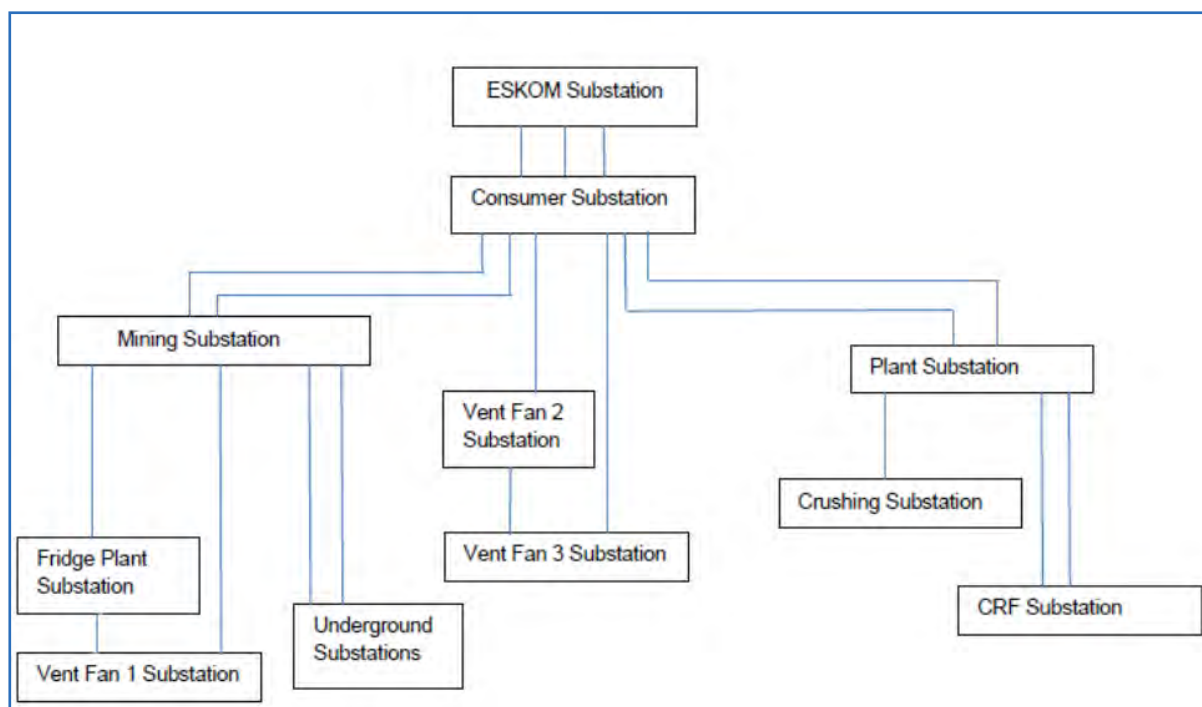 ESKOM Substation
Consumer Substation
Mining Substation
Plant Substation
Vent Fan 2
Substation
Crushing Substation
Vent Fan 3 Substation
Fridge Plant
Substation
CRF Substation
Underground
Substations
Vent Fan 1 Substation